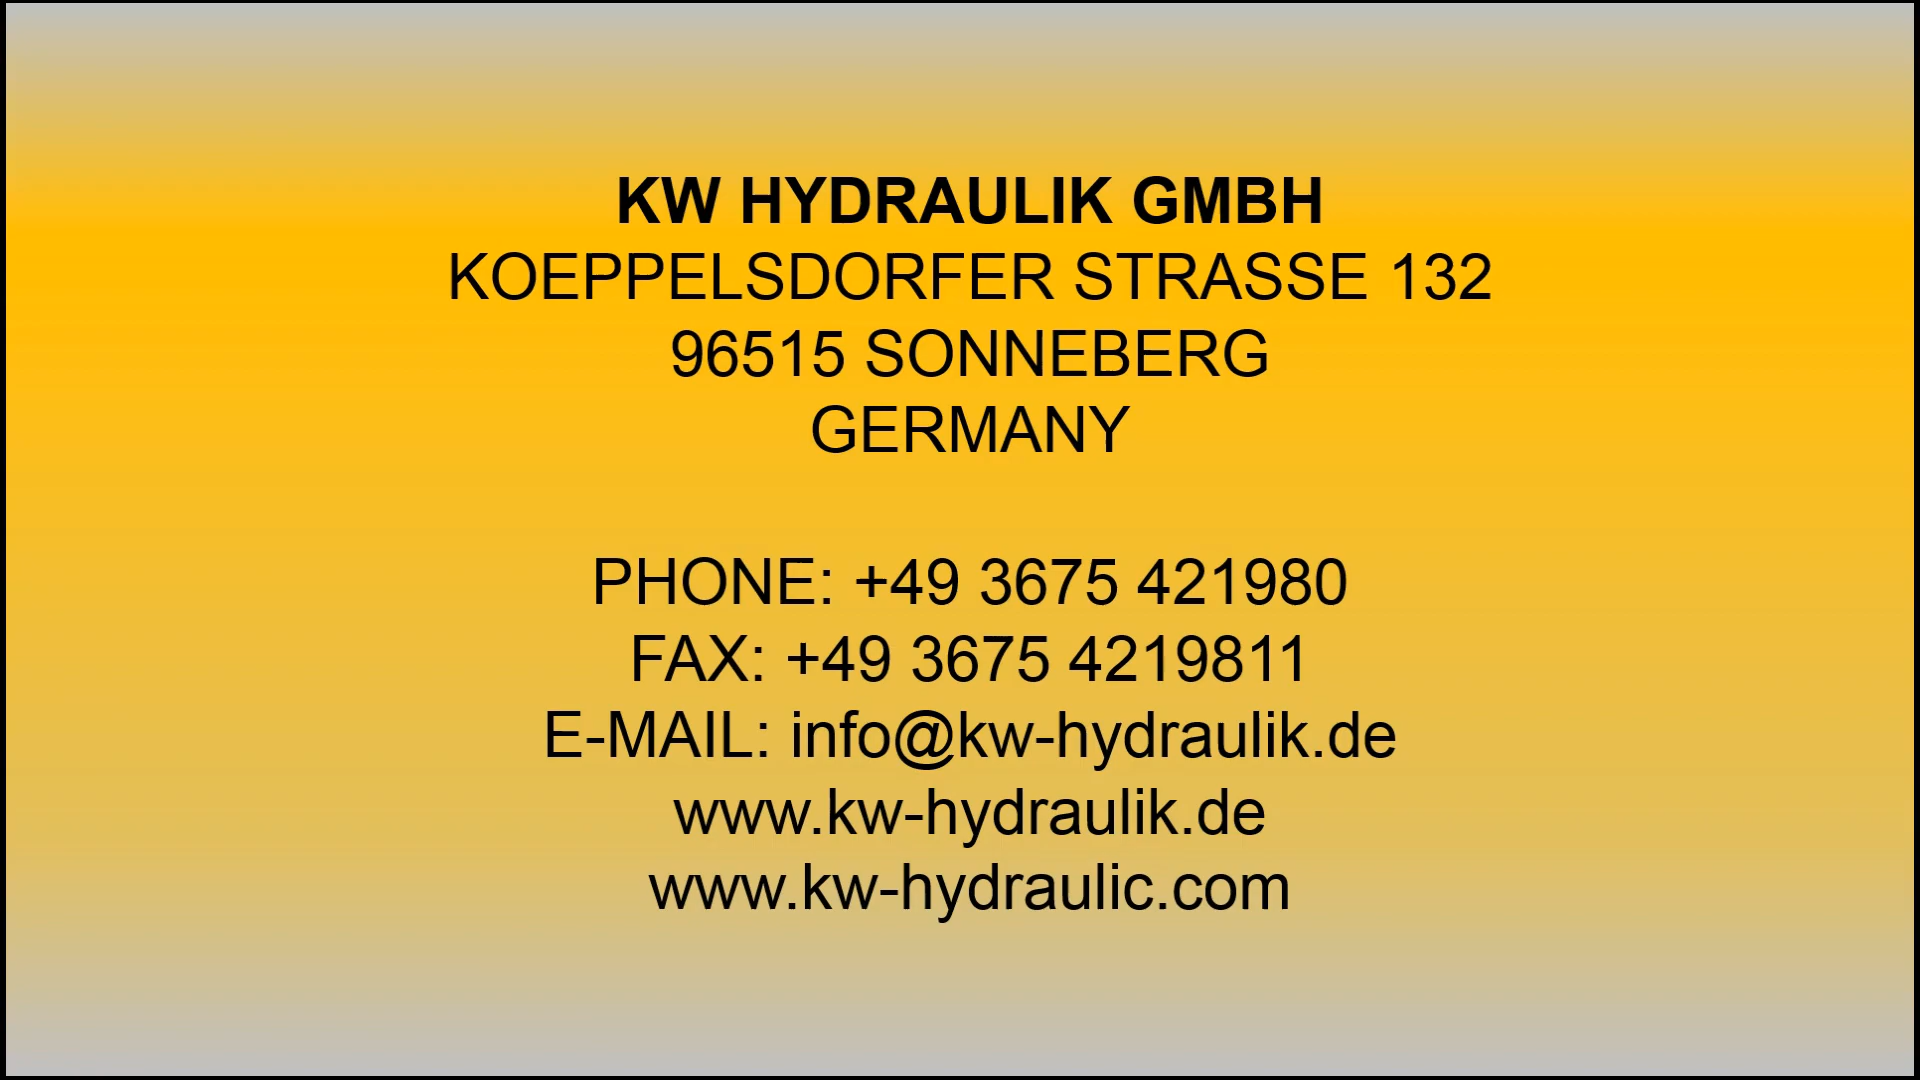 KW HYDRAULIK GMBH
KOEPPELSDORFER STRASSE 132
96515 SONNEBERG
GERMANY
PHONE: +49 3675 421980
FAX: +49 3675 4219811
E-MAIL: info@kw-hydraulik.de
www.kw-hydraulik.de
www.kw-hydraulic.com